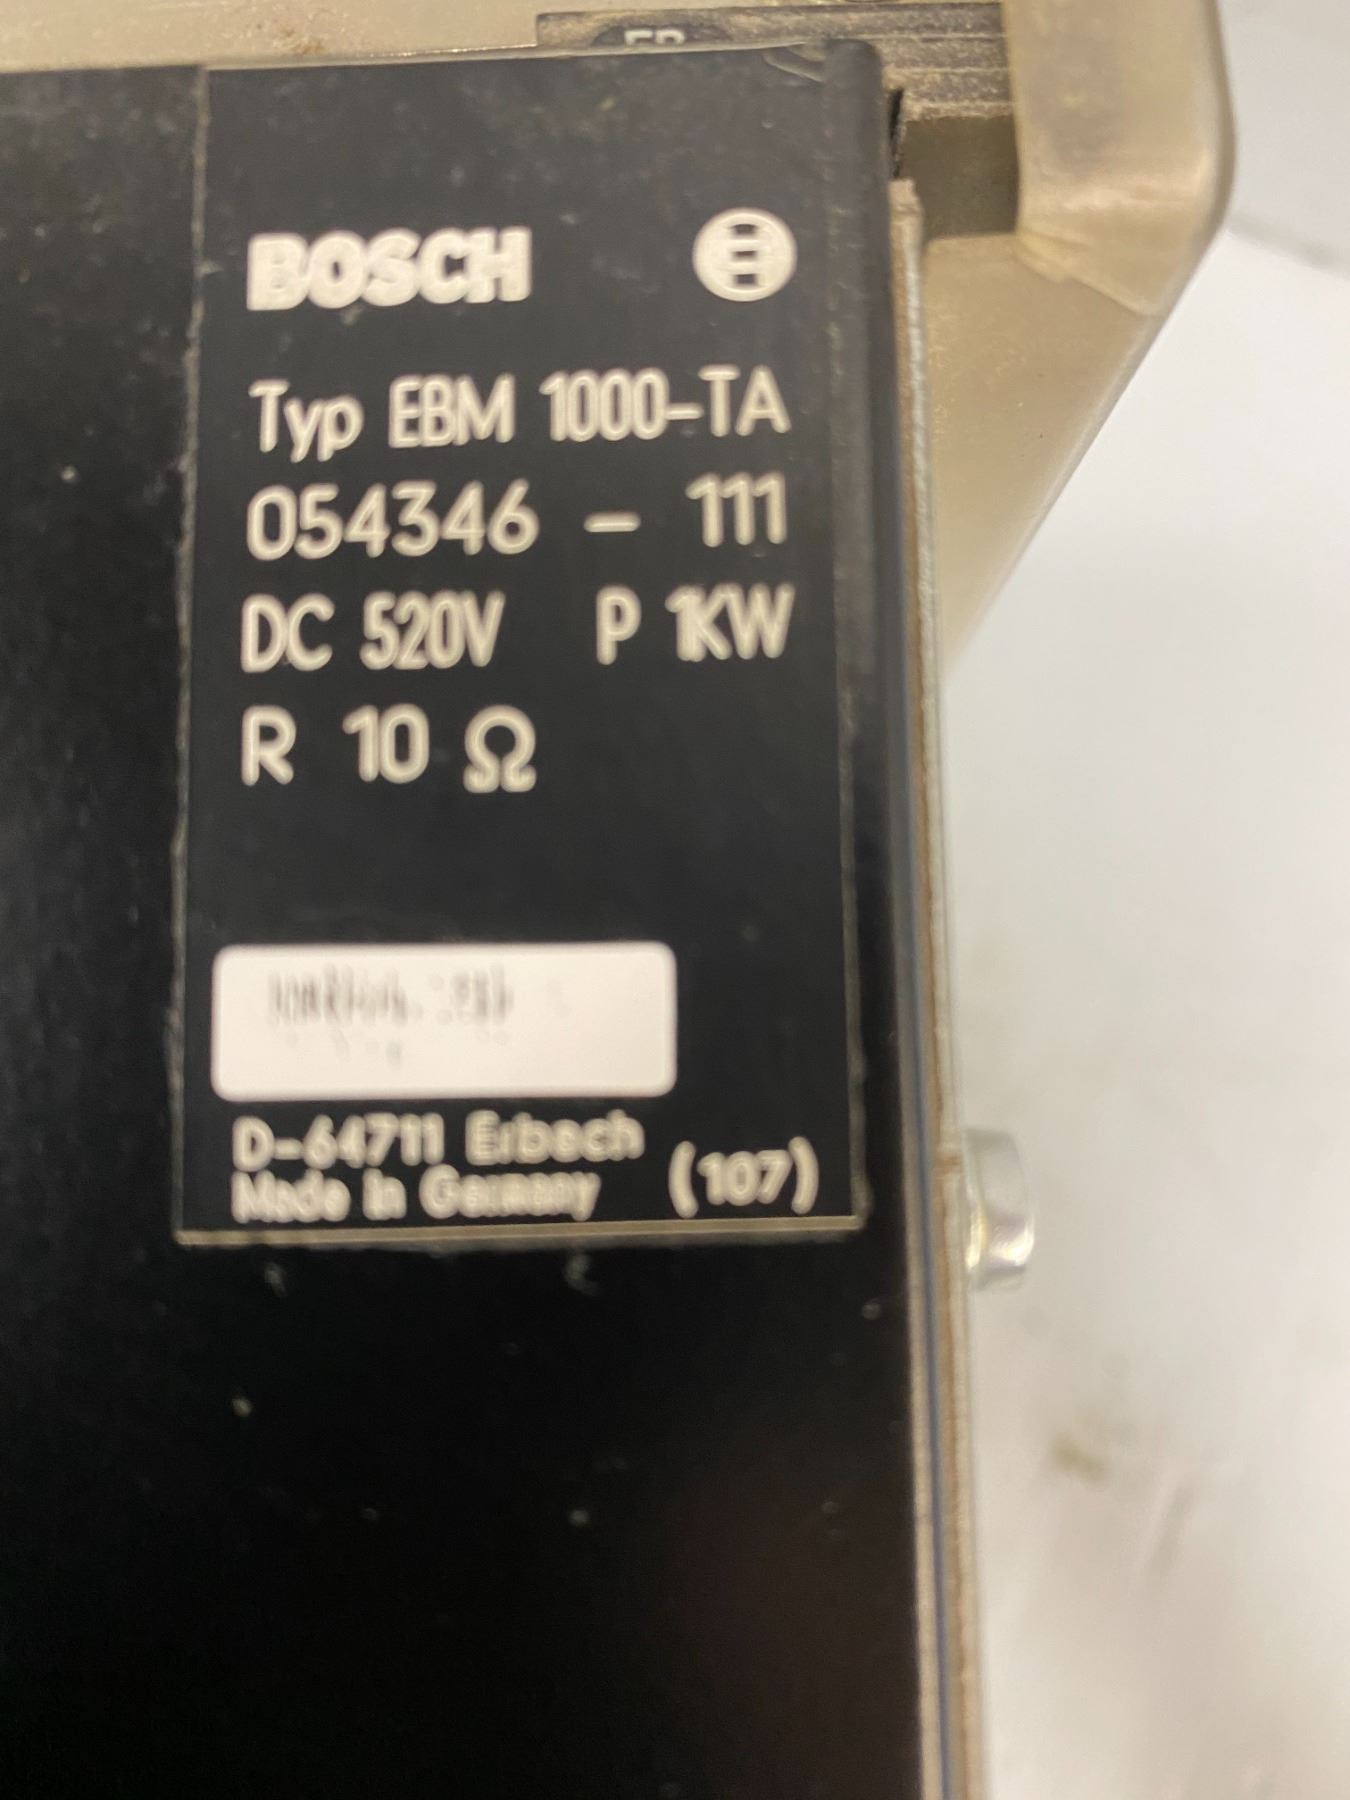 BOSCH
Typ EBM 1000-TA
054346 - 111
DC 520V P 1KW
R 10 Ω
D-64711 Erbach
Made in Germany (107)